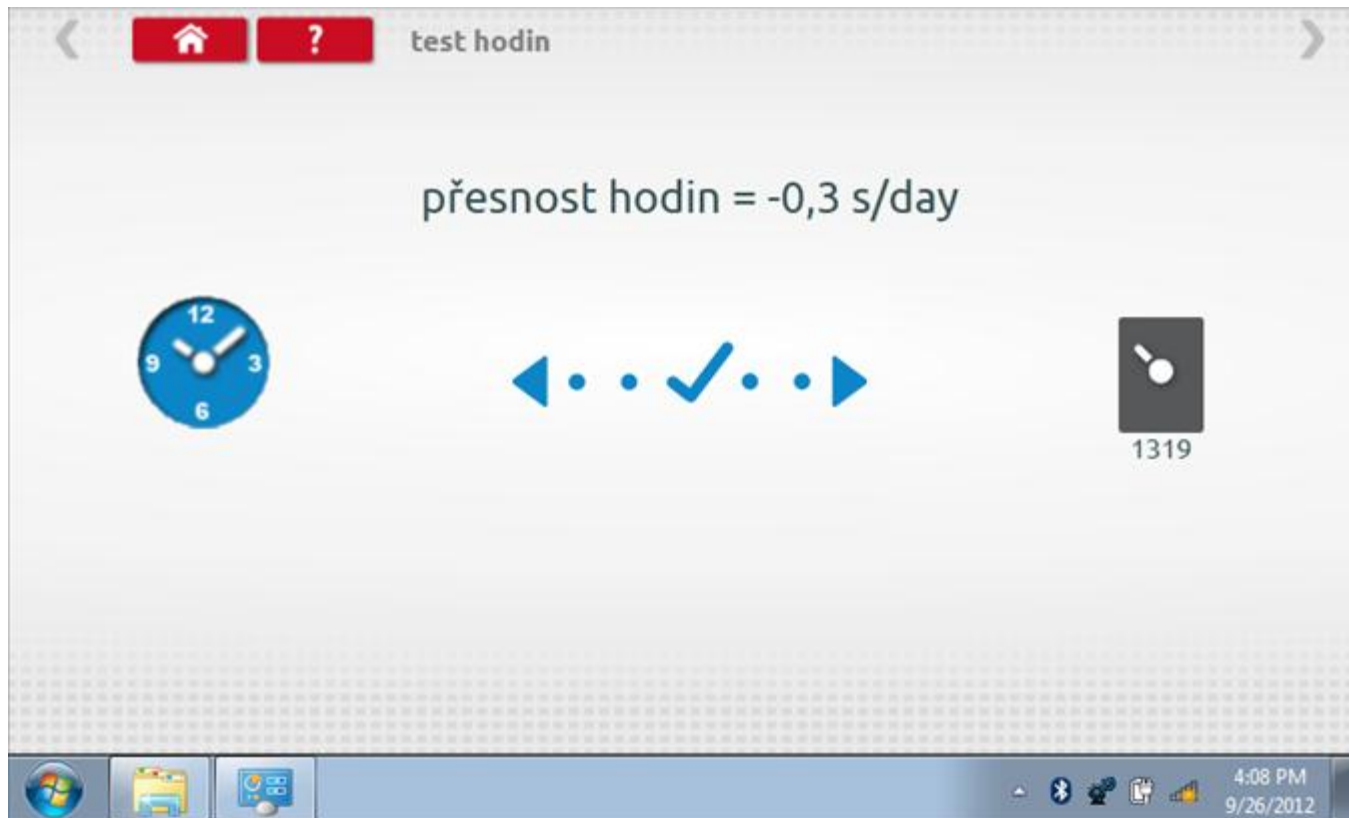 ?
test hodin
přesnost hodin = -0,3 s/day
12
9
3
6
1319
4:08 PM
9/26/2012